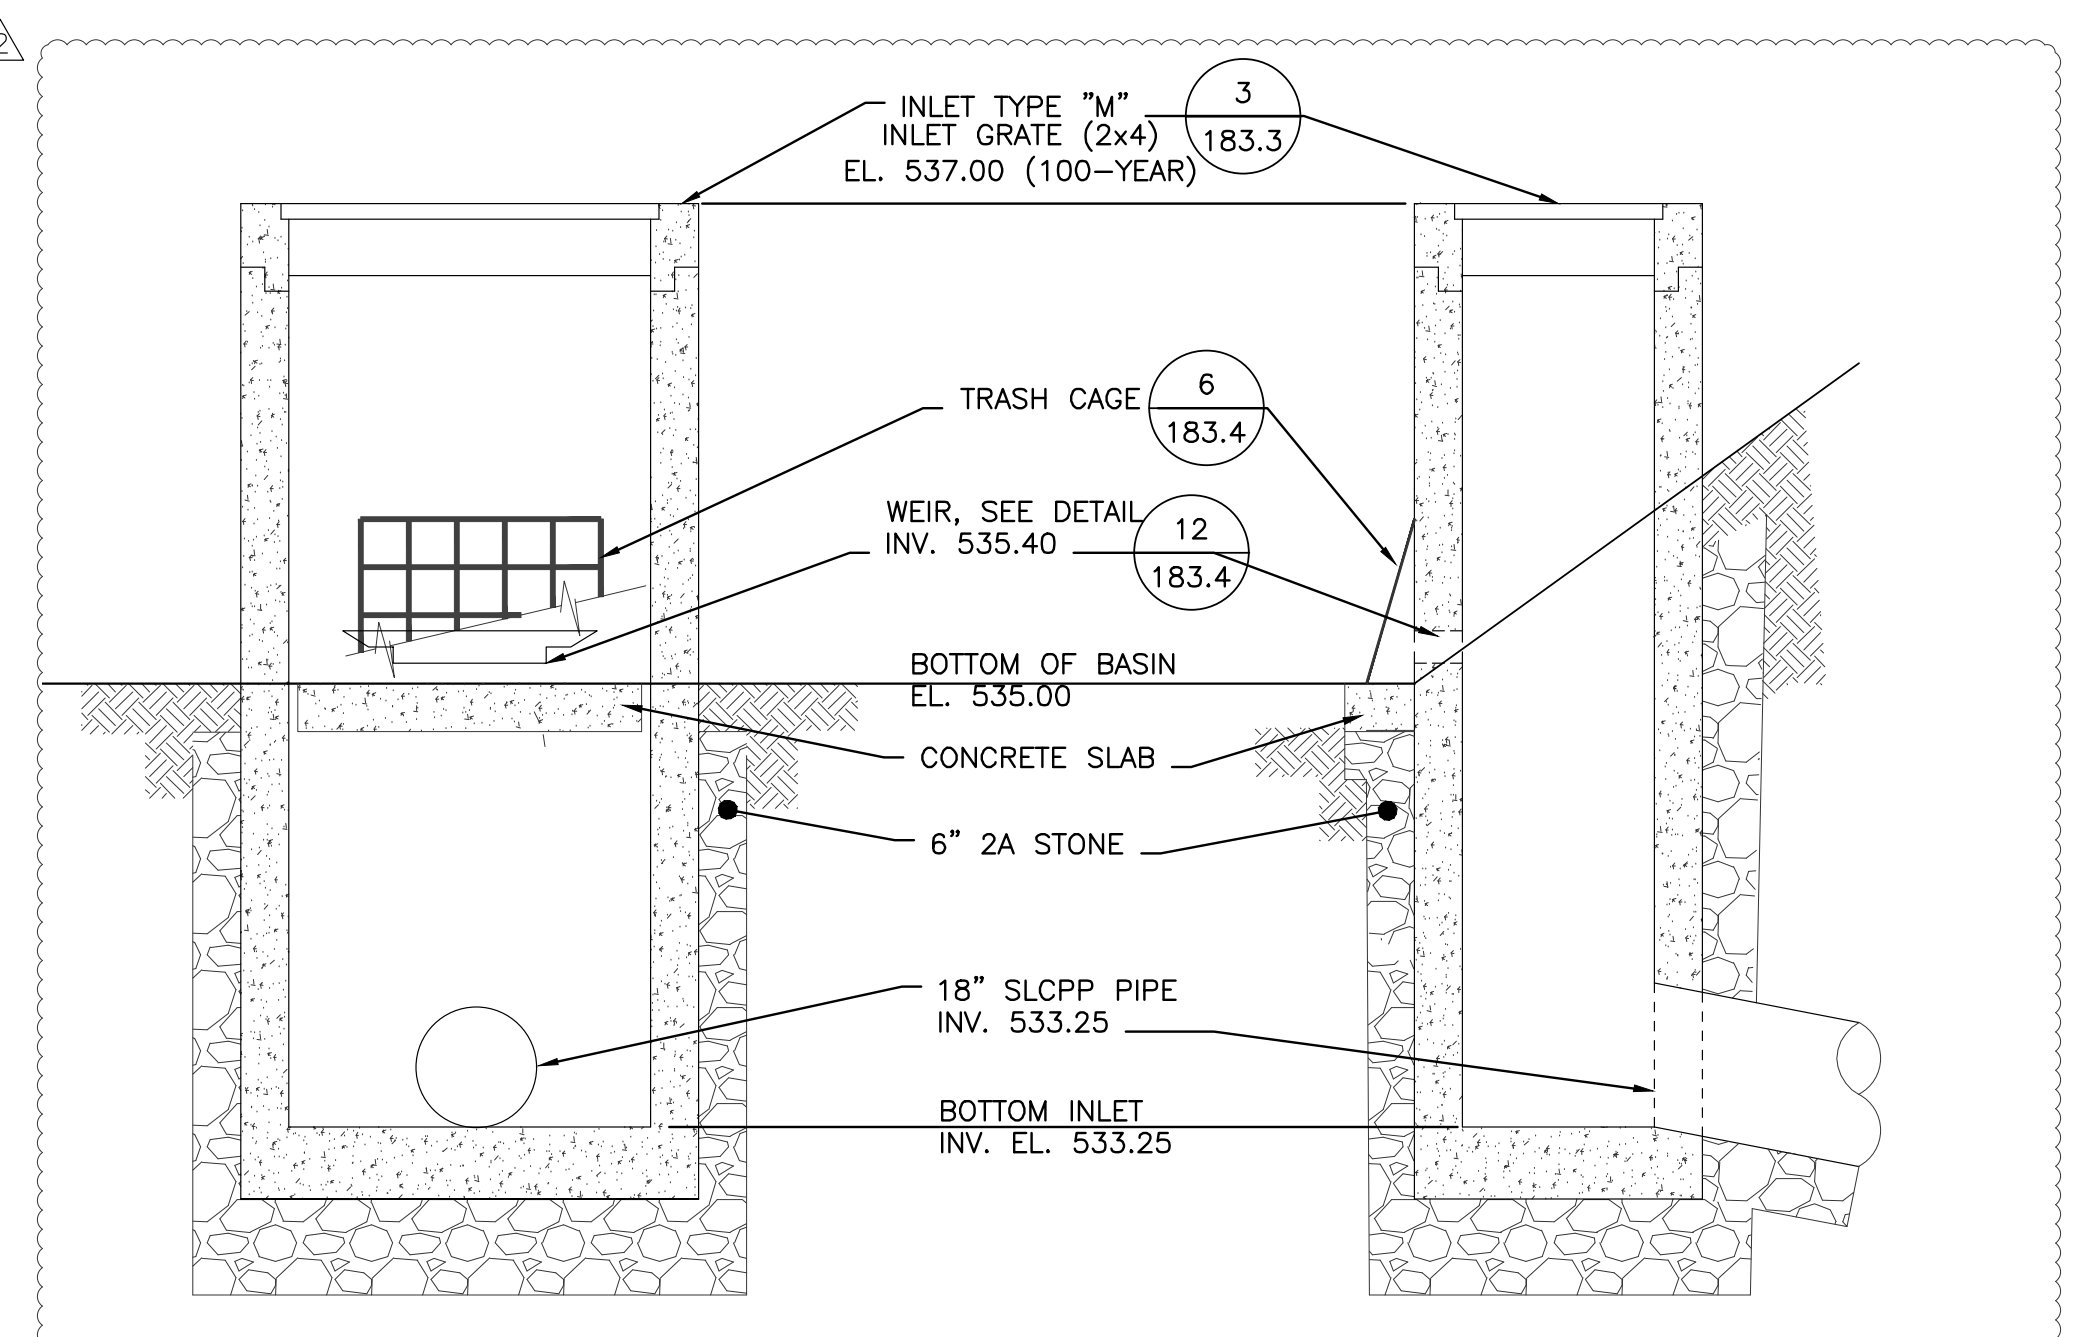 2
INLET TYPE "M"
INLET GRATE (2x4)
EL. 537.00 (100-YEAR)
3
183.3
TRASH CAGE
6
183.4
WEIR, SEE DETAIL
INV. 535.40
12
183.4
BOTTOM OF BASIN
EL. 535.00
CONCRETE SLAB
6" 2A STONE
18" SLCPP PIPE
INV. 533.25
BOTTOM INLET
INV. EL. 533.25